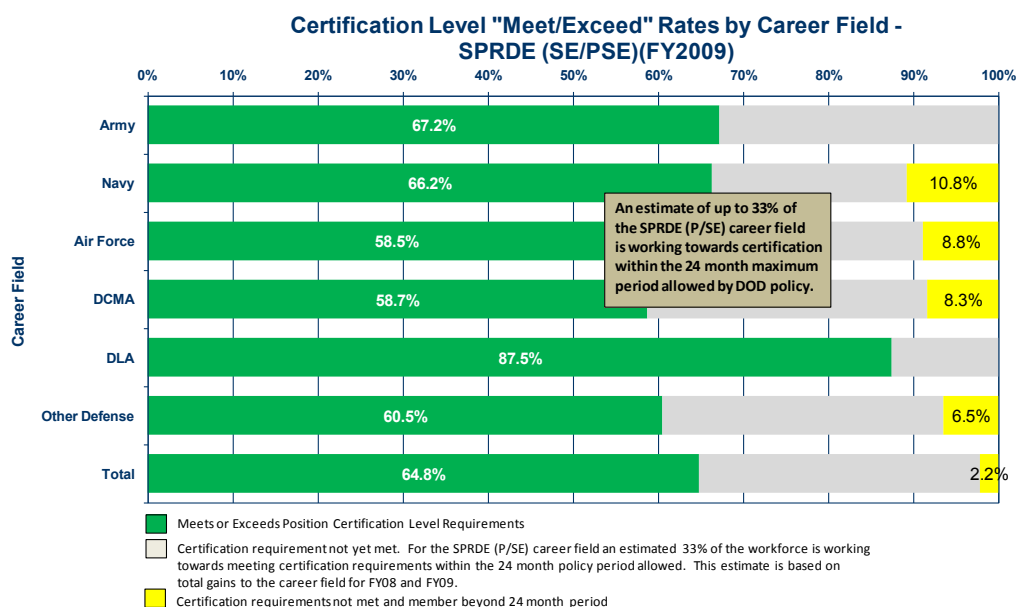 Certification Level "Meet/Exceed" Rates by Career Field -
SPRDE (SE/PSE)(FY2009)
0% 10% 20% 30% 40% 50% 60% 70% 80% 90% 100%
Career Field
Army 67.2%
Navy 66.2% 10.8%
Air Force 58.5% 8.8%
DCMA 58.7% 8.3%
DLA 87.5%
Other Defense 60.5% 6.5%
Total 64.8% 2.2%
An estimate of up to 33% of
the SPRDE (P/SE) career field
is working towards certification
within the 24 month maximum
period allowed by DOD policy.
Meets or Exceeds Position Certification Level Requirements
Certification requirement not yet met. For the SPRDE (P/SE) career field an estimated 33% of the workforce is working
towards meeting certification requirements within the 24 month policy period allowed. This estimate is based on
total gains to the career field for FY08 and FY09.
Certification requirements not met and member beyond 24 month period